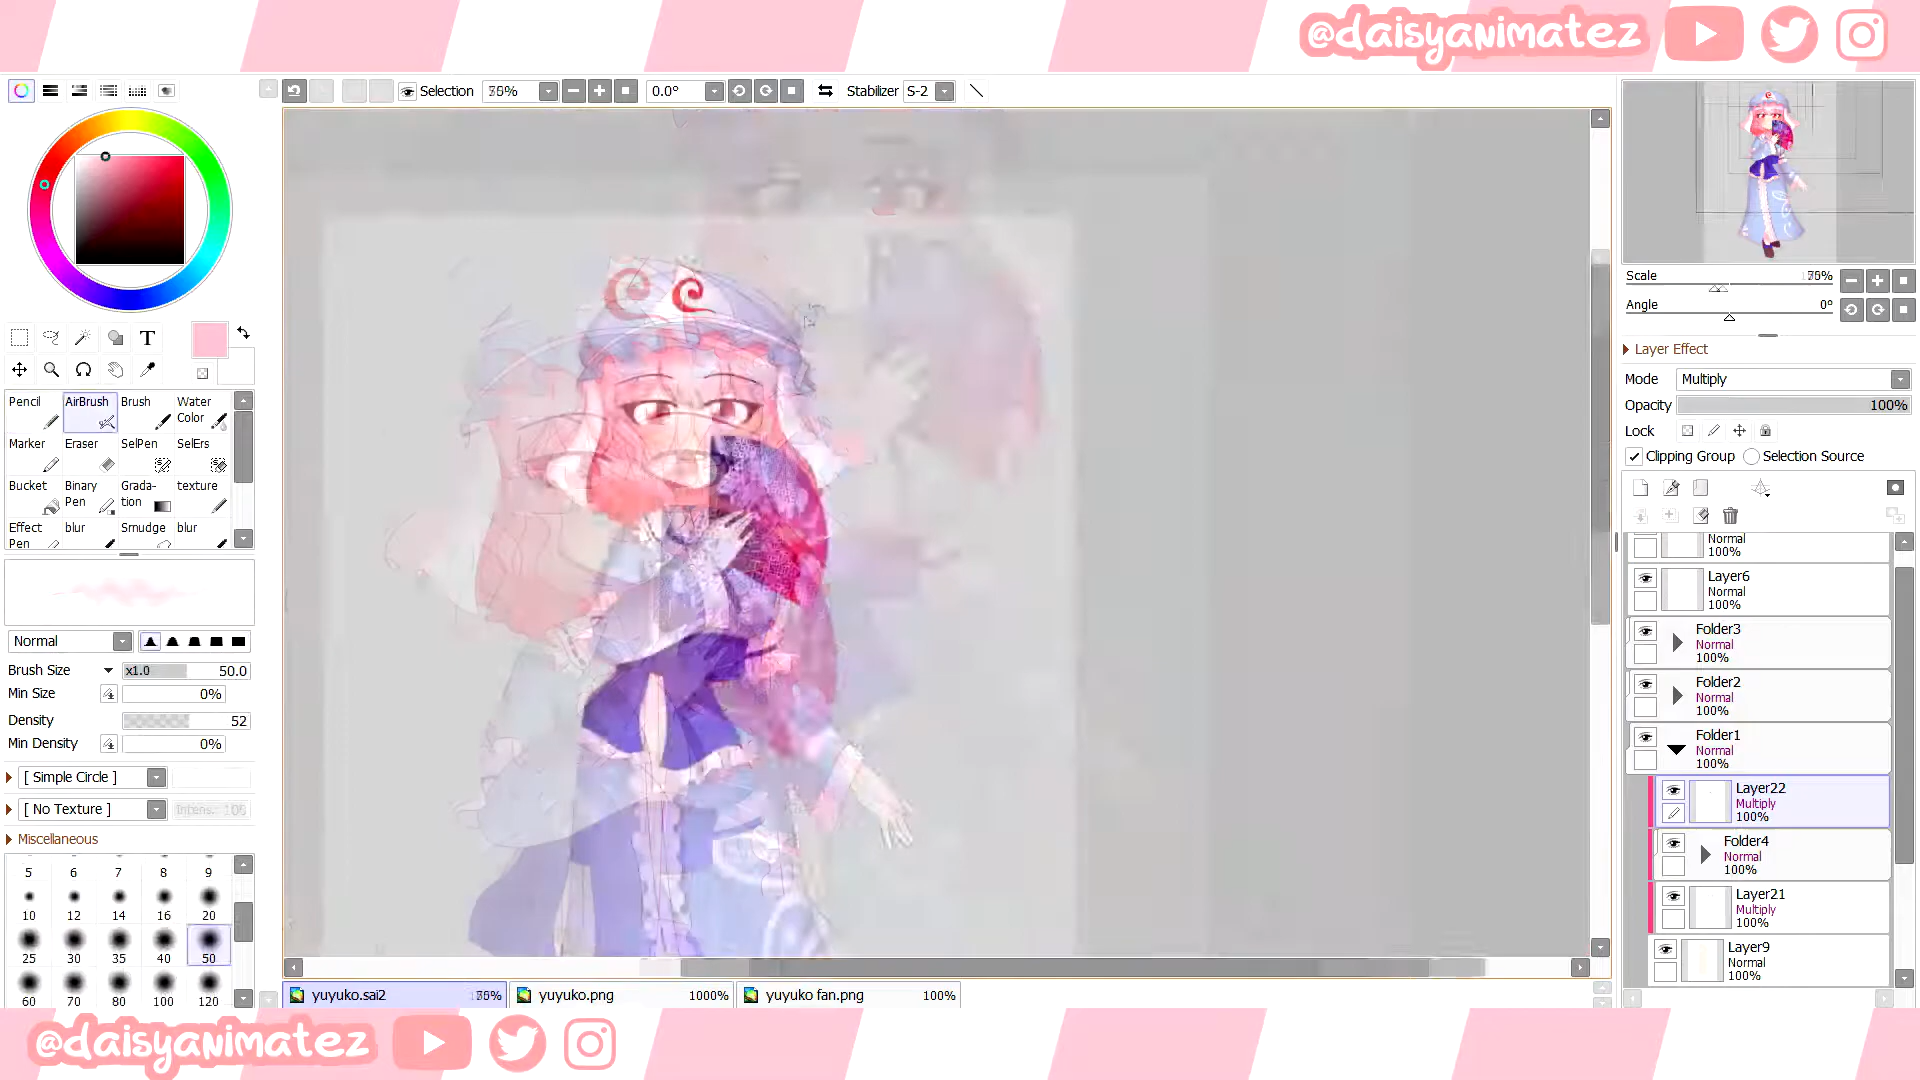 @daisyanimatez
Selection
0.0°
Stabilizer S-2
Scale
Angle 0°
Layer Effect
Mode Multiply
Opacity 100%
Lock
Clipping Group Selection Source
Normal
100%
Layer6
Normal
100%
Folder3
Normal
100%
Folder2
Normal
100%
Folder1
Normal
100%
Layer22
Multiply
100%
Folder4
Normal
100%
Layer21
Multiply
100%
Layer9
Normal
100%
T
Pencil AirBrush Brush Water Color
Marker Eraser SelPen SelErs
Bucket Binary Pen Grada-tion texture
Effect Pen blur Smudge blur
Normal
Brush Size x1.0 50.0
Min Size 0%
Density 52
Min Density 0%
[ Simple Circle ]
[ No Texture ]
Miscellaneous
5 6 7 8 9
10 12 14 16 20
25 30 35 40 50
60 70 80 100 120
yuyuko.sai2
yuyuko.png 1000%
yuyuko fan.png 100%
@daisyanimatez